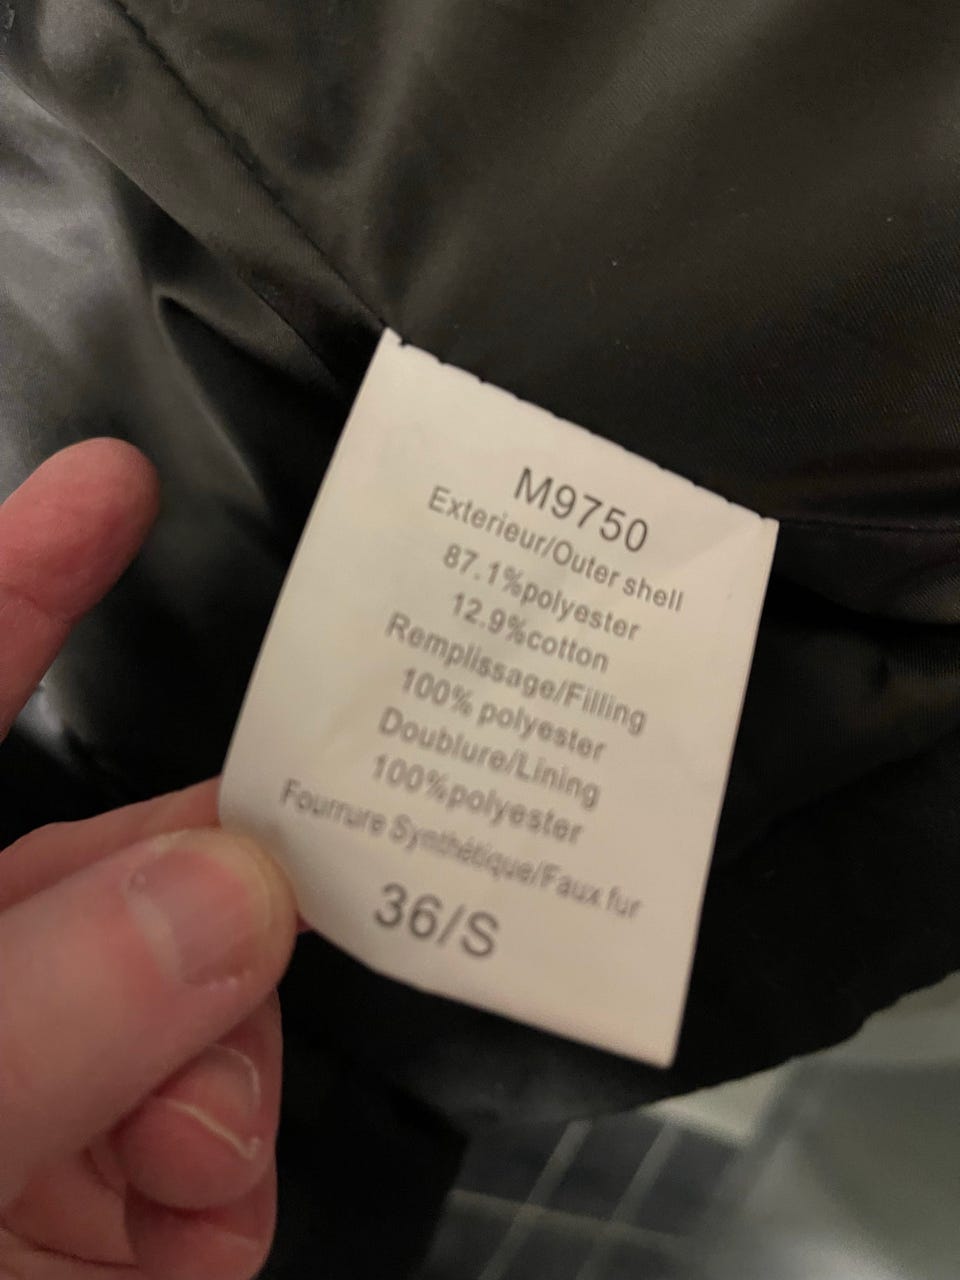 M9750
Exterieur/Outer shell
87.1%polyester
12.9%cotton
Remplissage/Filling
100% polyester
Doublure/Lining
100%polyester
Fourrure Synthétique/Faux fur
36/S